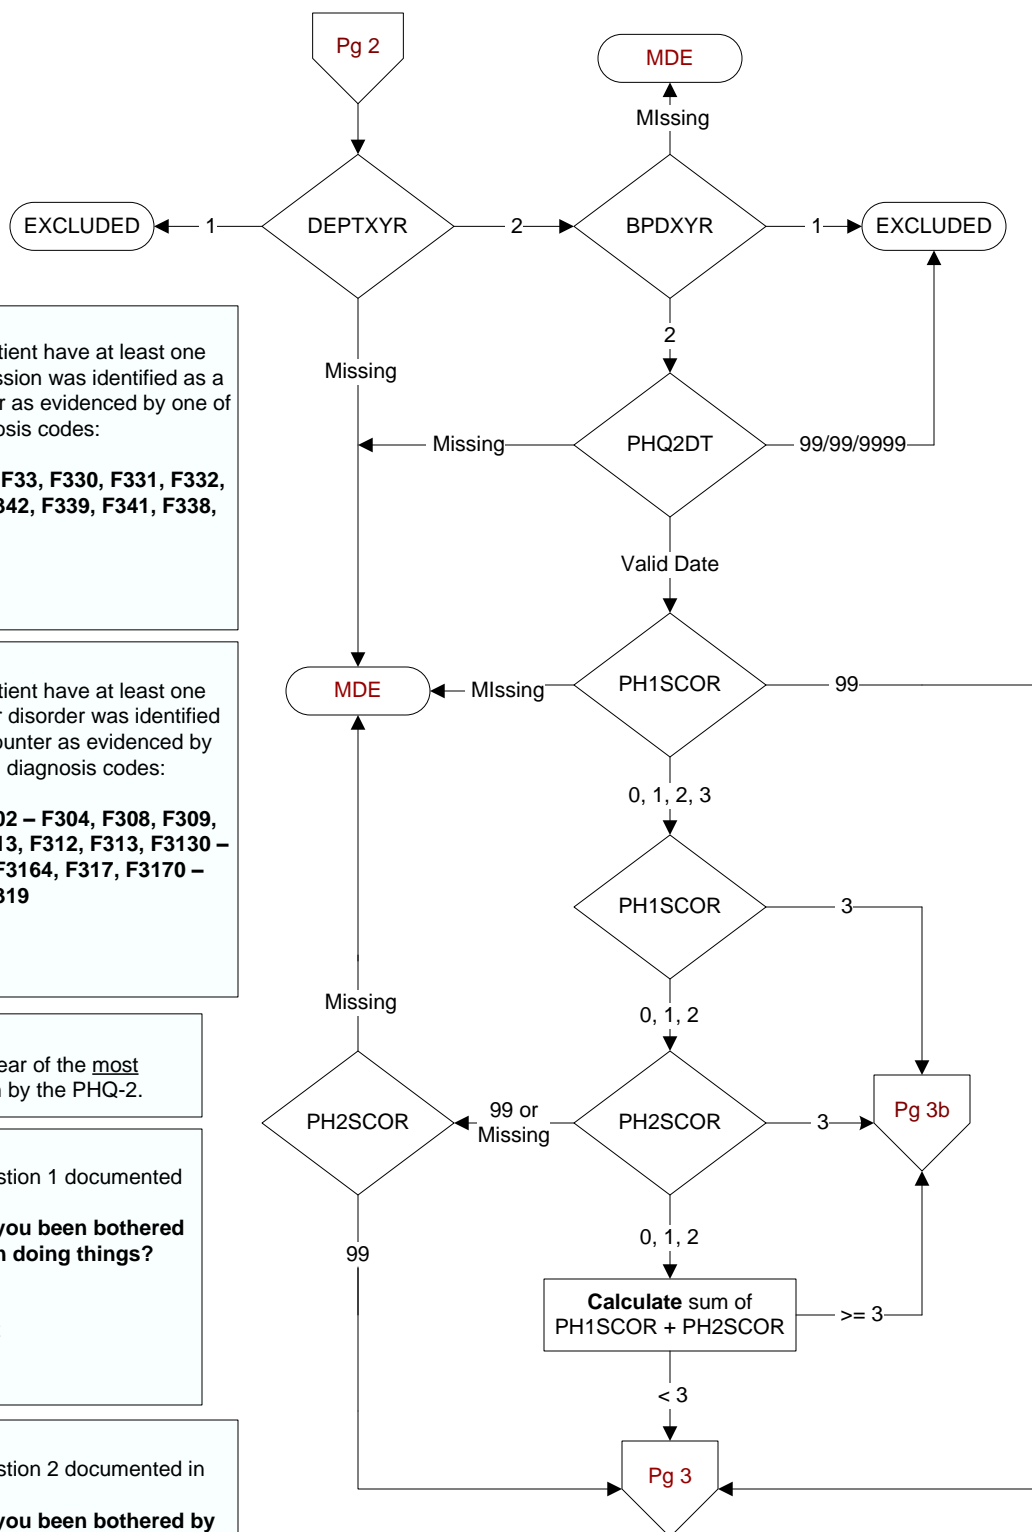 Pg 2
MDE
MIssing
EXCLUDED
1
DEPTXYR
2
BPDXYR
1
EXCLUDED
2
Missing
Missing
PHQ2DT
99/99/9999
Valid Date
MDE
MIssing
PH1SCOR
99
0, 1, 2, 3
PH1SCOR
3
0, 1, 2
Missing
PH2SCOR
99 or
Missing
PH2SCOR
3
Pg 3b
99
0, 1, 2
Calculate sum of
PH1SCOR + PH2SCOR
>= 3
< 3
Pg 3
tient have at least one
ssion was identified as a
r as evidenced by one of
nosis codes:
F33, F330, F331, F332,
342, F339, F341, F338,
tient have at least one
r disorder was identified
ounter as evidenced by
diagnosis codes:
02 – F304, F308, F309,
13, F312, F313, F3130 –
F3164, F317, F3170 –
319
ear of the most
n by the PHQ-2.
stion 1 documented
you been bothered
n doing things?
stion 2 documented in
you been bothered by